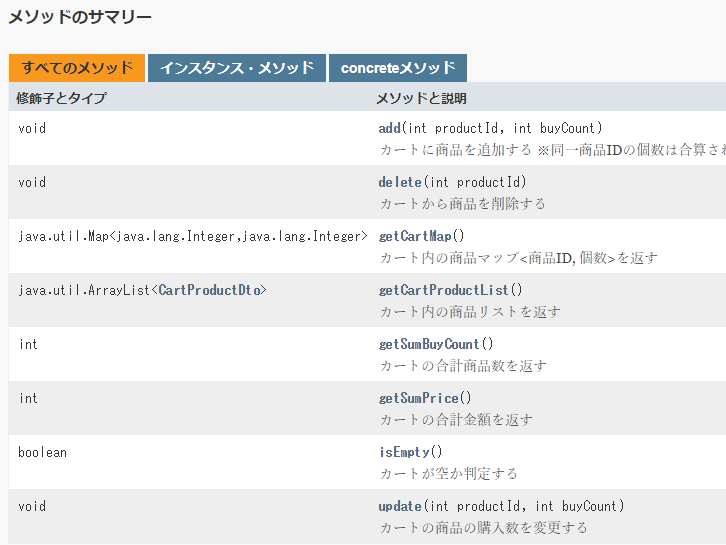 メソッドのサマリー
すべてのメソッド インスタンス・メソッド concreteメソッド
修飾子とタイプ メソッドと説明
void add(int productId, int buyCount)
カートに商品を追加する ※同一商品IDの個数は合算さ
void delete(int productId)
カートから商品を削除する
java.util.Map<java.lang.Integer,java.lang.Integer> getCartMap()
カート内の商品マップ<商品ID, 個数>を返す
java.util.ArrayList<CartProductDto> getCartProductList()
カート内の商品リストを返す
int getSumBuyCount()
カートの合計商品数を返す
int getSumPrice()
カートの合計金額を返す
boolean isEmpty()
カートが空か判定する
void update(int productId, int buyCount)
カートの商品の購入数を変更する